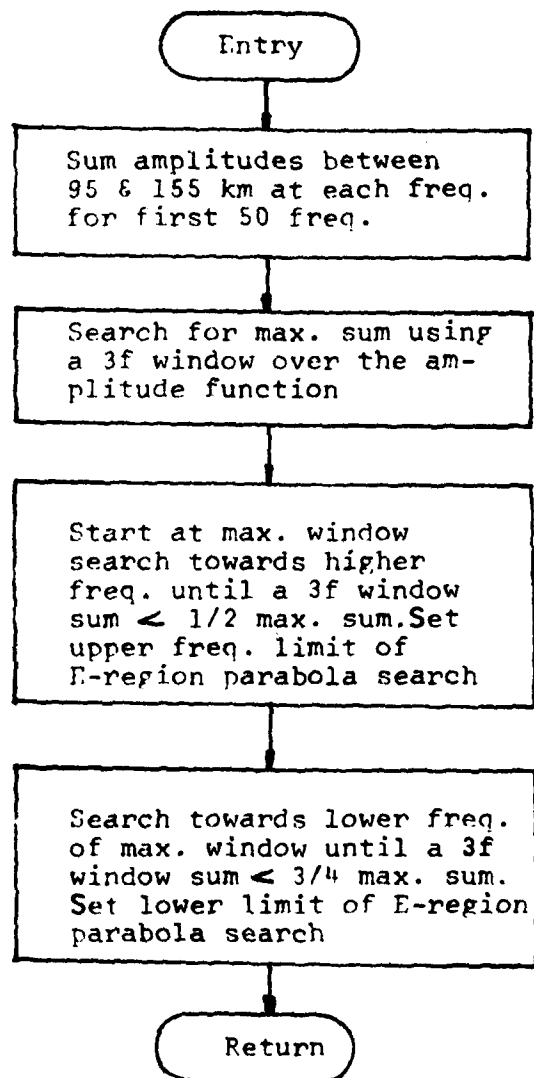 Entry
Sum amplitudes between
95 & 155 km at each freq.
for first 50 freq.
Search for max. sum using
a 3f window over the am-
plitude function
Start at max. window
search towards higher
freq. until a 3f window
sum < 1/2 max. sum.Set
upper freq. limit of
E-region parabola search
Search towards lower freq.
of max. window until a 3f
window sum < 3/4 max. sum.
Set lower limit of E-region
parabola search
Return